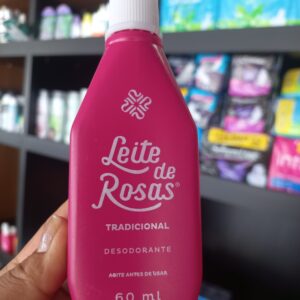 Leite
de
Rosas®
TRADICIONAL
DESODORANTE
AGITE ANTES DE USAR
60 ml